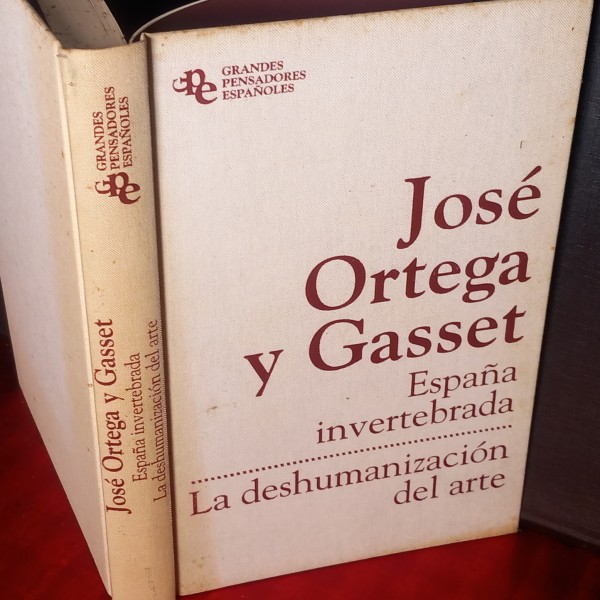 GRANDES
PENSADORES
ESPAÑOLES
José Ortega y Gasset
España invertebrada
La deshumanización del arte
gpe
GRANDES
PENSADORES
ESPAÑOLES
José
Ortega
y Gasset
España
invertebrada
La deshumanización
del arte